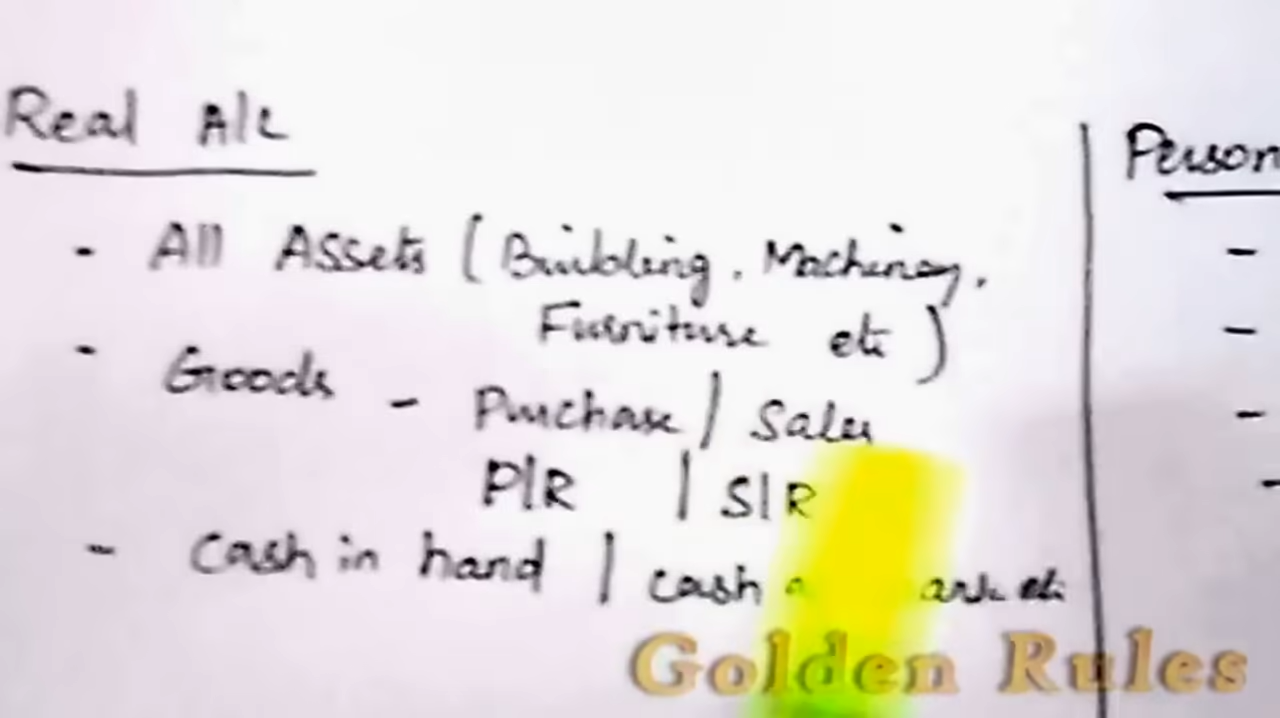 Real A/c
- All Assets (Building, Machinery,
Furniture etc)
- Goods - Purchase / Sales
P/R / S/R
- Cash in hand / cash
Person
-
-
-
-
Golden Rules